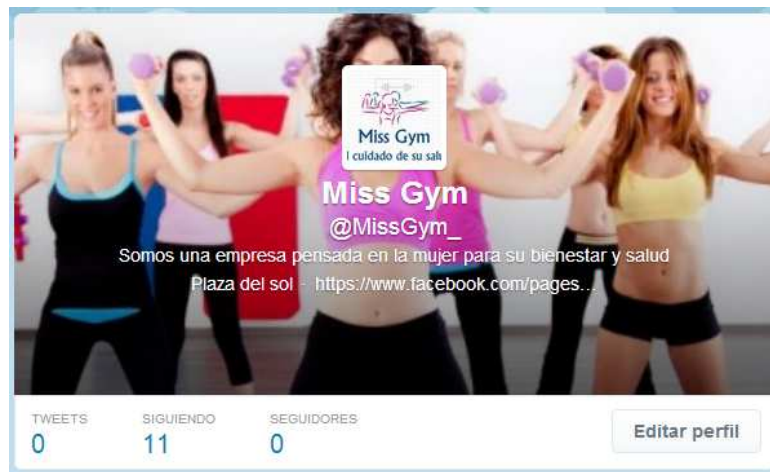 Miss Gym
l cuidado de su salu
Miss Gym
@MissGym_
Somos una empresa pensada en la mujer para su bienestar y salud
Plaza del sol · https://www.facebook.com/pages...
TWEETS SIGUIENDO SEGUIDORES
0 11 0
Editar perfil